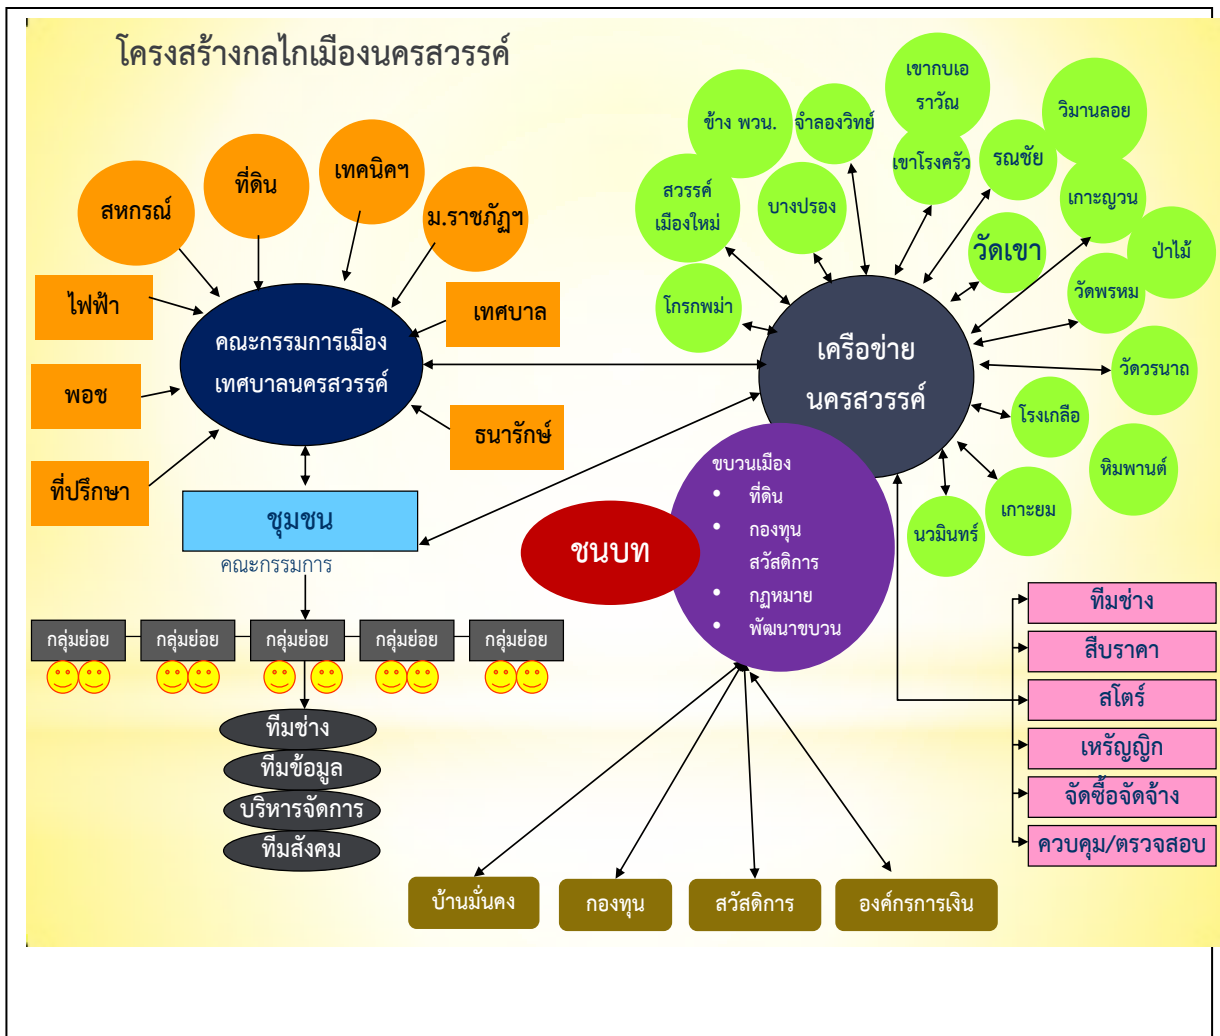 โครงสร้างกลไกเมืองนครสวรรค์
สหกรณ์
ที่ดิน
เทคนิคฯ
ม.ราชภัฏฯ
ไฟฟ้า
เทศบาล
พอช
ธนารักษ์
ที่ปรึกษา
คณะกรรมการเมือง
เทศบาลนครสวรรค์
ชุมชน
คณะกรรมการ
กลุ่มย่อย
กลุ่มย่อย
กลุ่มย่อย
กลุ่มย่อย
กลุ่มย่อย
ทีมช่าง
ทีมข้อมูล
บริหารจัดการ
ทีมสังคม
ช้าง พวน.
จำลองวิทย์
เขากบเอ
ราวัณ
เขาโรงครัว
รณชัย
วิมานลอย
สวรรค์
เมืองใหม่
บางปรอง
เกาะญวน
วัดเขา
ป่าไม้
โกรกพม่า
วัดพรหม
วัดวรนาถ
โรงเกลือ
หิมพานต์
เกาะยม
นวมินทร์
เครือข่าย
นครสวรรค์
ขบวนเมือง
• ที่ดิน
• กองทุน
สวัสดิการ
• กฎหมาย
• พัฒนาขบวน
ชนบท
ทีมช่าง
สืบราคา
สโตร์
เหรัญญิก
จัดซื้อจัดจ้าง
ควบคุม/ตรวจสอบ
บ้านมั่นคง
กองทุน
สวัสดิการ
องค์กรการเงิน